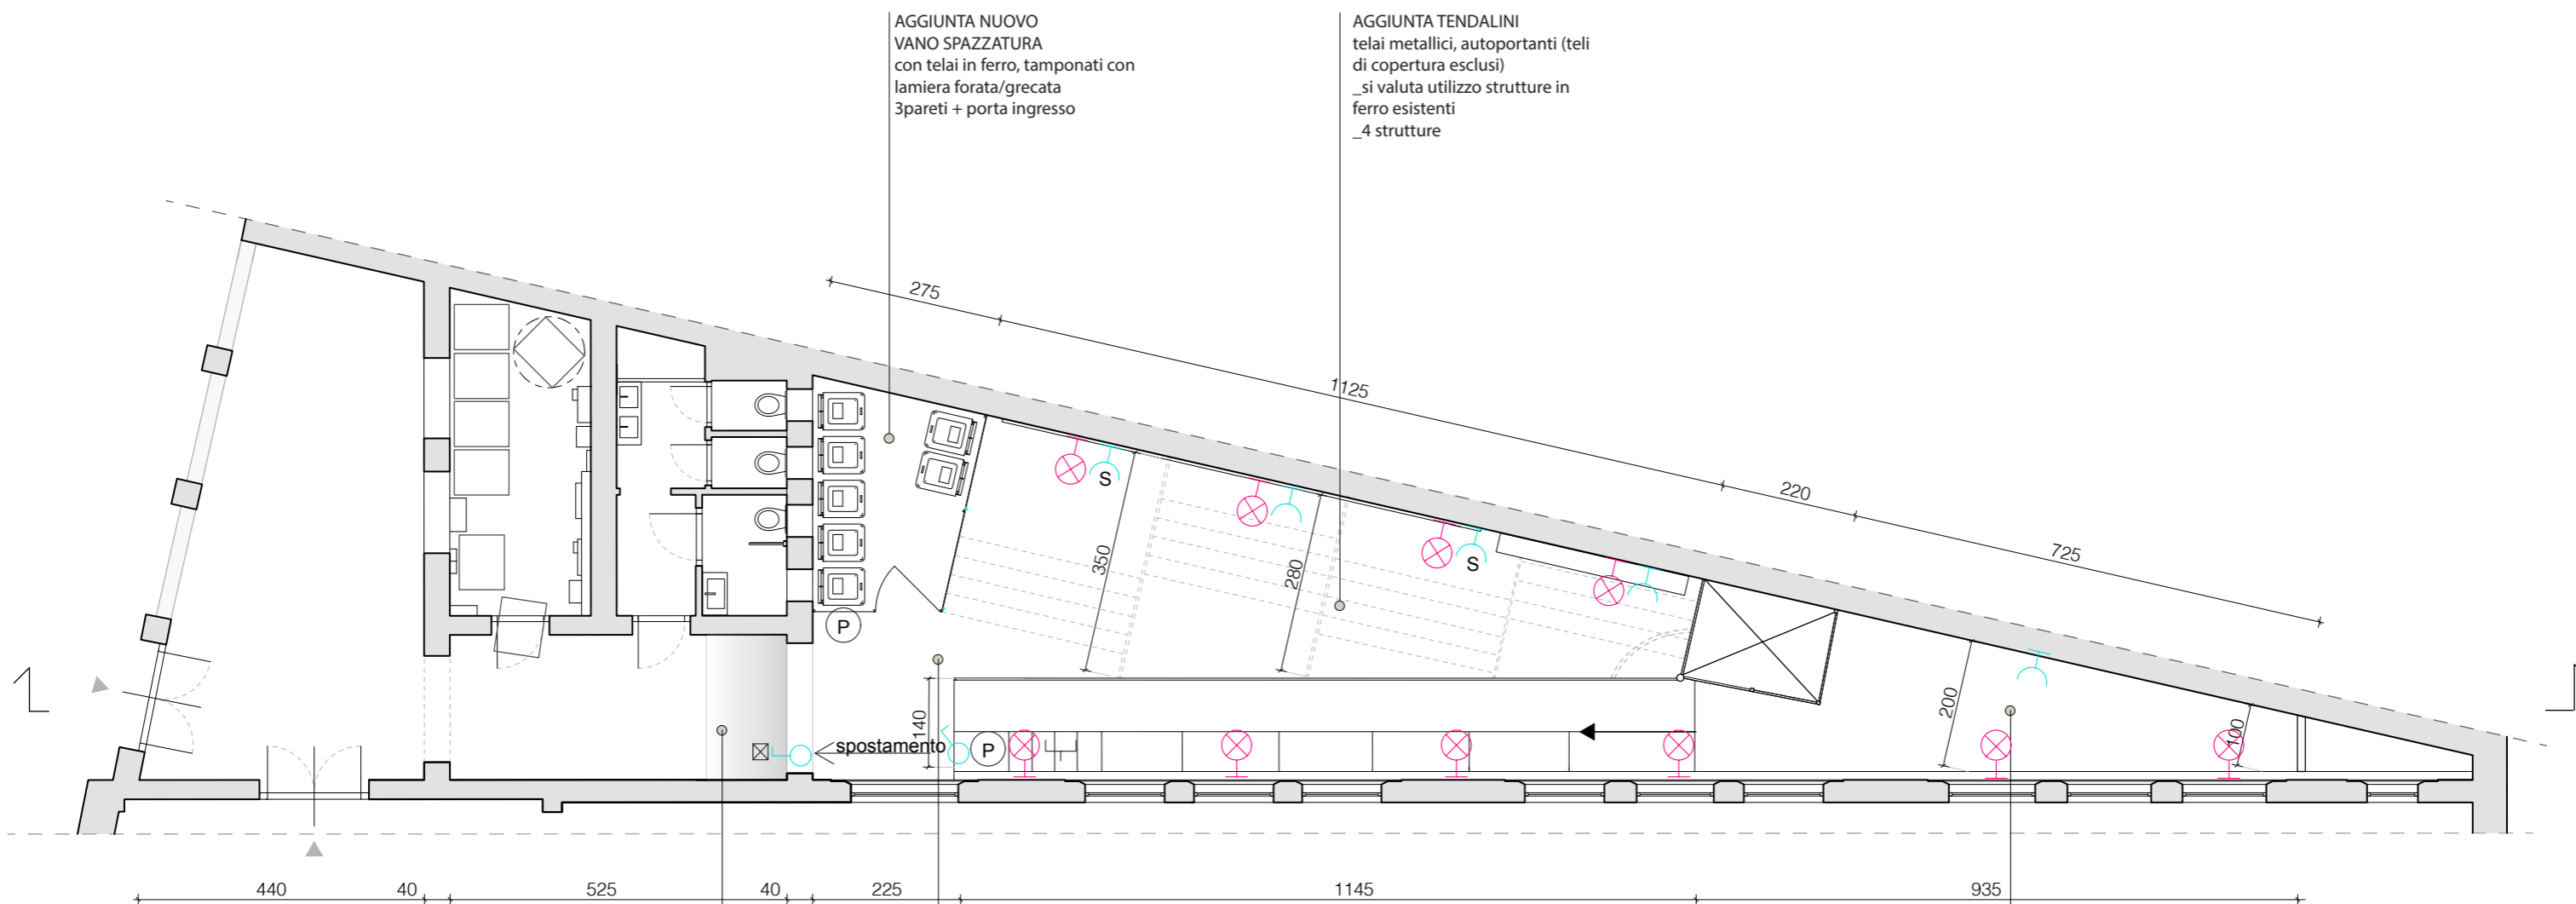 AGGIUNTA NUOVO
VANO SPAZZATURA
con telai in ferro, tamponati con
lamiera forata/grecata
3pareti + porta ingresso
AGGIUNTA TENDALINI
telai metallici, autoportanti (teli
di copertura esclusi)
_si valuta utilizzo strutture in
ferro esistenti
_4 strutture
275
1125
220
725
S
S
350
280
P
200
100
140
spostamento
P
440
40
525
40
225
1145
935